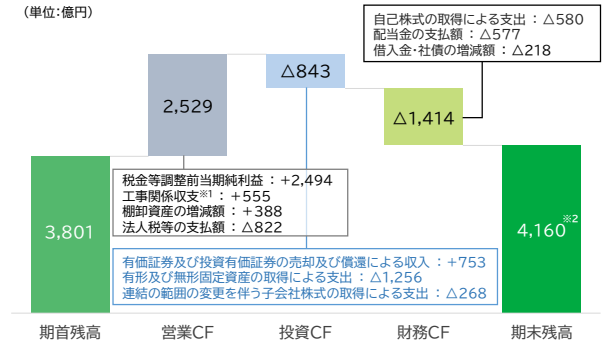 （単位：億円）
自己株式の取得による支出 ： △580
配当金の支払額 ： △577
借入金・社債の増減額 ： △218
△843
2,529
△1,414
税金等調整前当期純利益 ： +2,494
工事関係収支※1 ： +555
棚卸資産の増減額 ： +388
法人税等の支払額 ： △822
3,801
4,160※2
有価証券及び投資有価証券の売却及び償還による収入 ： +753
有形及び無形固定資産の取得による支出 ： △1,256
連結の範囲の変更を伴う子会社株式の取得による支出 ： △268
期首残高 営業CF 投資CF 財務CF 期末残高